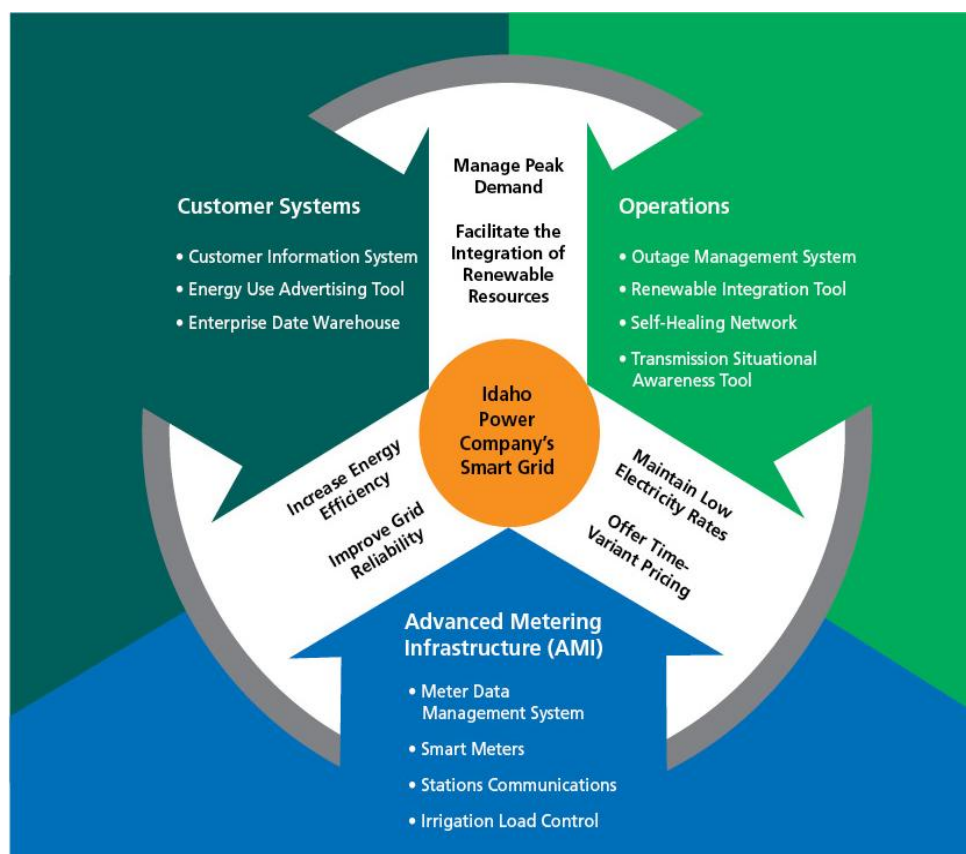 Manage Peak
Demand
Facilitate the
Integration of
Renewable
Resources
Customer Systems
• Customer Information System
• Energy Use Advertising Tool
• Enterprise Date Warehouse
Operations
• Outage Management System
• Renewable Integration Tool
• Self-Healing Network
• Transmission Situational
Awareness Tool
Idaho
Power
Company’s
Smart Grid
Increase Energy
Efficiency
Improve Grid
Reliability
Maintain Low
Electricity Rates
Offer Time-
Variant Pricing
Advanced Metering
Infrastructure (AMI)
• Meter Data
Management System
• Smart Meters
• Stations Communications
• Irrigation Load Control